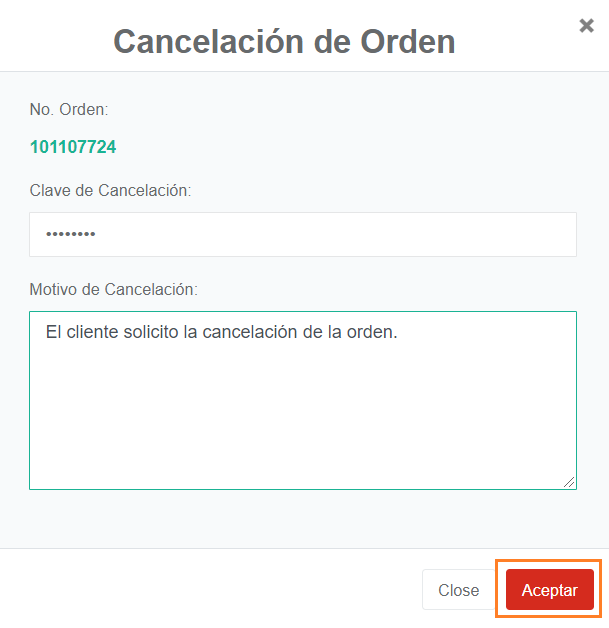 Cancelación de Orden
No. Orden:
101107724
Clave de Cancelación:
••••••••
Motivo de Cancelación:
El cliente solicito la cancelación de la orden.
Close
Aceptar